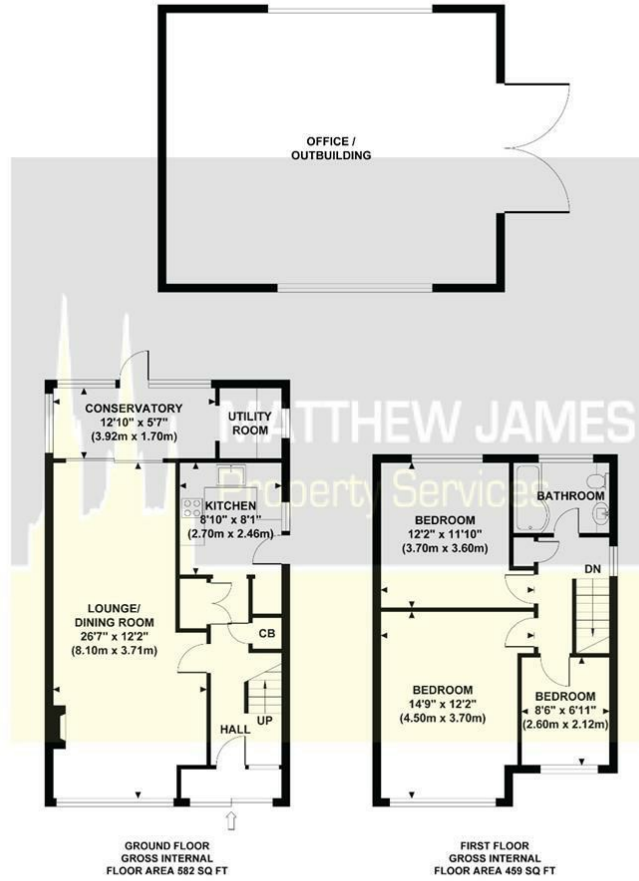 OFFICE /
OUTBUILDING
MATTHEW JAMES
Property Services
CONSERVATORY
12'10" x 5'7"
(3.92m x 1.70m)
UTILITY
ROOM
KITCHEN
8'10" x 8'1"
(2.70m x 2.46m)
LOUNGE/
DINING ROOM
26'7" x 12'2"
(8.10m x 3.71m)
CB
UP
HALL
GROUND FLOOR
GROSS INTERNAL
FLOOR AREA 582 SQ FT
BATHROOM
BEDROOM
12'2" x 11'10"
(3.70m x 3.60m)
DN
BEDROOM
14'9" x 12'2"
(4.50m x 3.70m)
BEDROOM
8'6" x 6'11"
(2.60m x 2.12m)
FIRST FLOOR
GROSS INTERNAL
FLOOR AREA 459 SQ FT